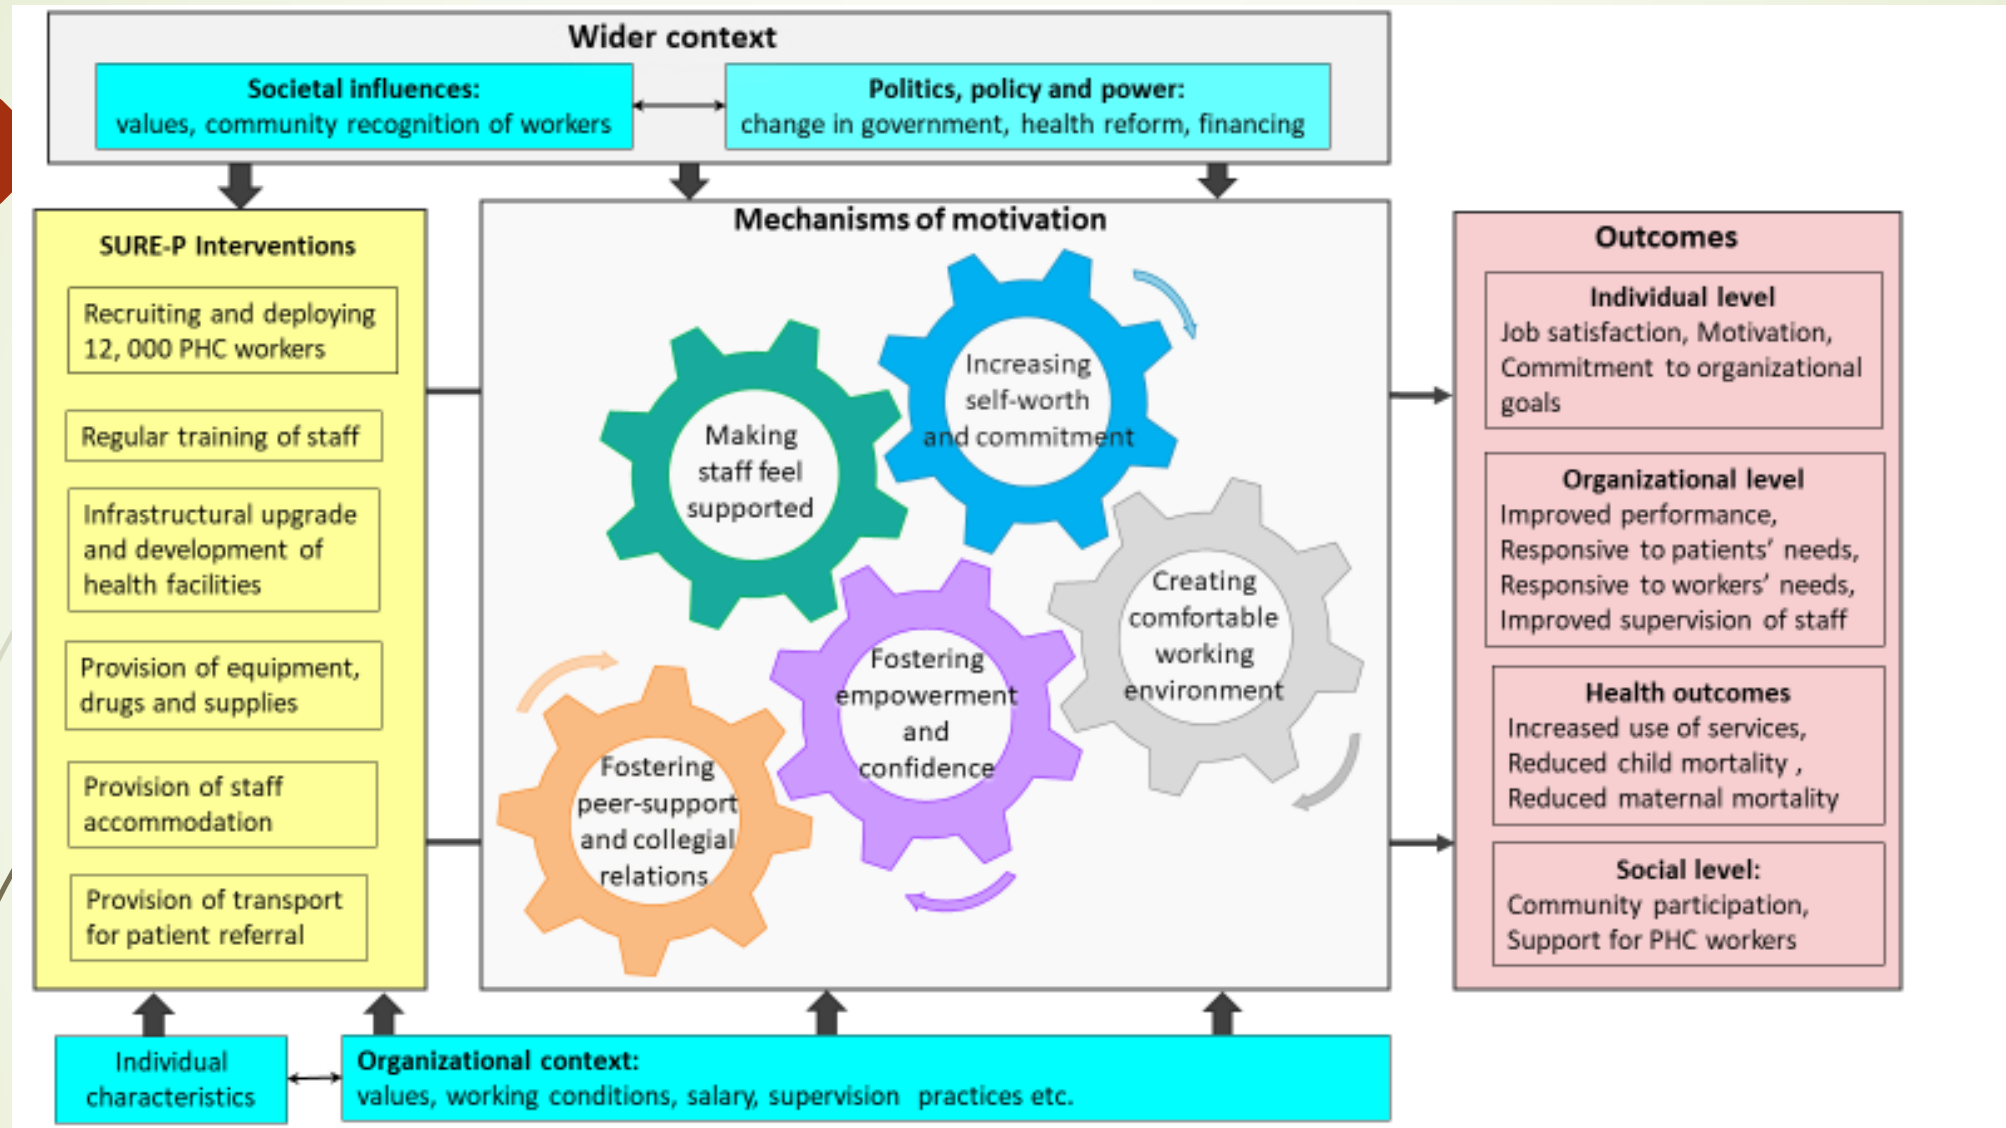 Wider context
Societal influences:
values, community recognition of workers
Politics, policy and power:
change in government, health reform, financing
SURE-P Interventions
Recruiting and deploying
12, 000 PHC workers
Regular training of staff
Infrastructural upgrade
and development of
health facilities
Provision of equipment,
drugs and supplies
Provision of staff
accommodation
Provision of transport
for patient referral
Mechanisms of motivation
Making
staff feel
supported
Increasing
self-worth
and commitment
Creating
comfortable
working
environment
Fostering
empowerment
and
confidence
Fostering
peer-support
and collegial
relations
Outcomes
Individual level
Job satisfaction, Motivation,
Commitment to organizational
goals
Organizational level
Improved performance,
Responsive to patients’ needs,
Responsive to workers’ needs,
Improved supervision of staff
Health outcomes
Increased use of services,
Reduced child mortality ,
Reduced maternal mortality
Social level:
Community participation,
Support for PHC workers
Individual
characteristics
Organizational context:
values, working conditions, salary, supervision practices etc.